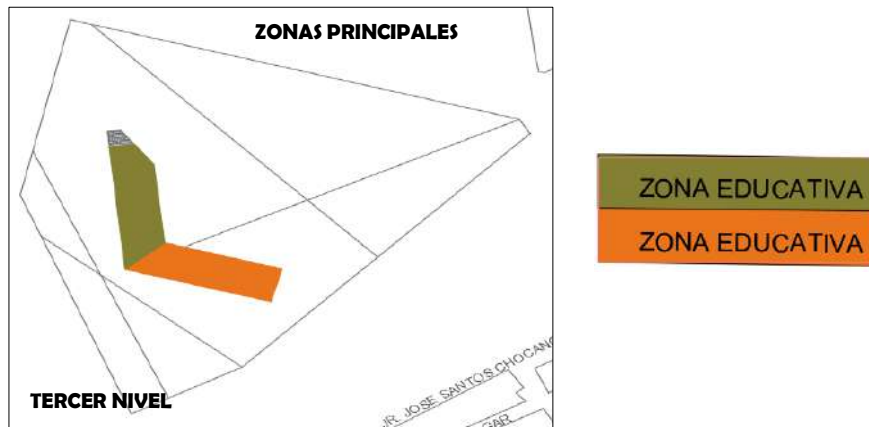 ZONAS PRINCIPALES
TERCER NIVEL
JR. JOSE SANTOS CHOCANO
ZONA EDUCATIVA
ZONA EDUCATIVA